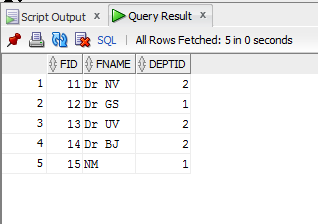 Script Output x Query Result x
SQL | All Rows Fetched: 5 in 0 seconds
FID FNAME DEPTID
1 11 Dr NV 2
2 12 Dr GS 1
3 13 Dr UV 2
4 14 Dr BJ 2
5 15 NM 1